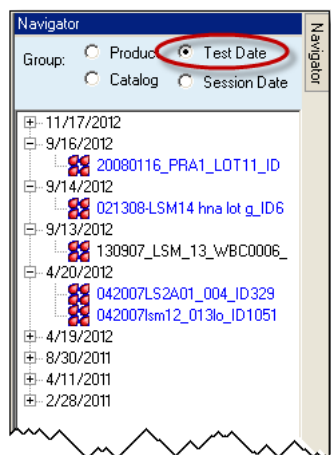 Navigator
Group: Produc Test Date
Catalog Session Date
Navigator
11/17/2012
9/16/2012
20080116_PRA1_LOT11_ID
9/14/2012
021308-LSM14 hna lot g_ID6
9/13/2012
130907_LSM_13_WBC0006_
4/20/2012
042007LS2A01_004_ID329
042007lsm12_013lo_ID1051
4/19/2012
8/30/2011
4/11/2011
2/28/2011